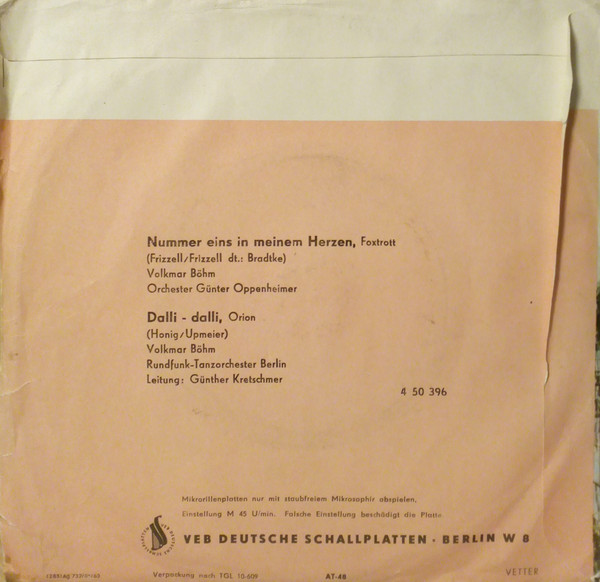 Nummer eins in meinem Herzen, Foxtrott
(Frizzell/Frizzell dt.: Bradtke)
Volkmar Böhm
Orchester Günter Oppenheimer
Dalli - dalli, Orion
(Honig/Upmeier)
Volkmar Böhm
Rundfunk-Tanzorchester Berlin
Leitung: Günther Kretschmer
4 50 396
Mikrorillenplatten nur mit staubfreiem Mikrosaphir abspielen,
Einstellung M 45 U/min. Falsche Einstellung beschädigt die Platte
VEB DEUTSCHE SCHALLPLATTEN · BERLIN W 8
Verpackung nach TGL 10-609 AT-48 VETTER